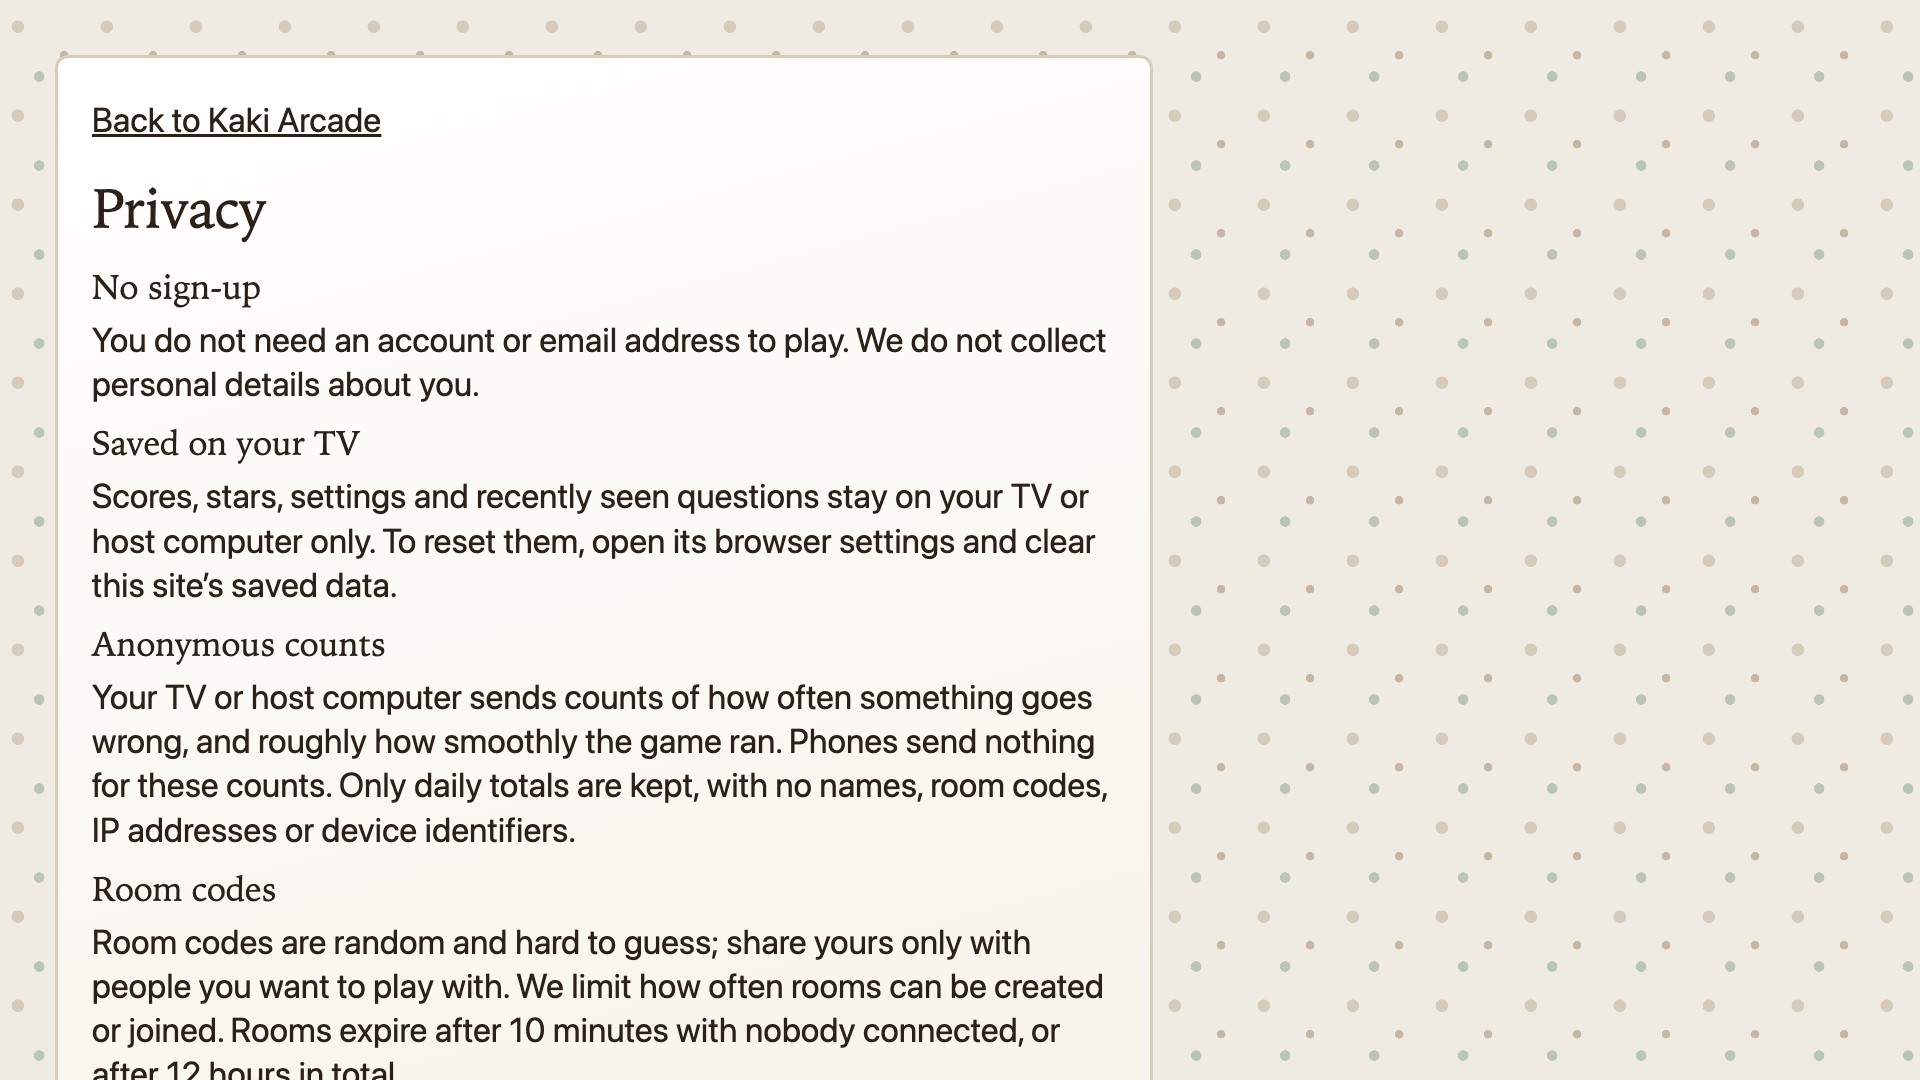 Back to Kaki Arcade
Privacy
No sign-up
You do not need an account or email address to play. We do not collect
personal details about you.
Saved on your TV
Scores, stars, settings and recently seen questions stay on your TV or
host computer only. To reset them, open its browser settings and clear
this site’s saved data.
Anonymous counts
Your TV or host computer sends counts of how often something goes
wrong, and roughly how smoothly the game ran. Phones send nothing
for these counts. Only daily totals are kept, with no names, room codes,
IP addresses or device identifiers.
Room codes
Room codes are random and hard to guess; share yours only with
people you want to play with. We limit how often rooms can be created
or joined. Rooms expire after 10 minutes with nobody connected, or
after 12 hours in total.